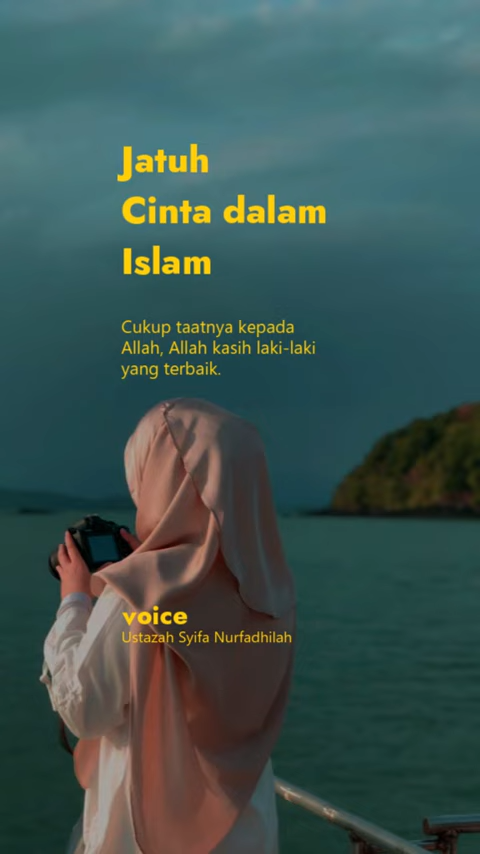 Jatuh
Cinta dalam
Islam
Cukup taatnya kepada
Allah, Allah kasih laki-laki
yang terbaik.
voice
Ustazah Syifa Nurfadhilah